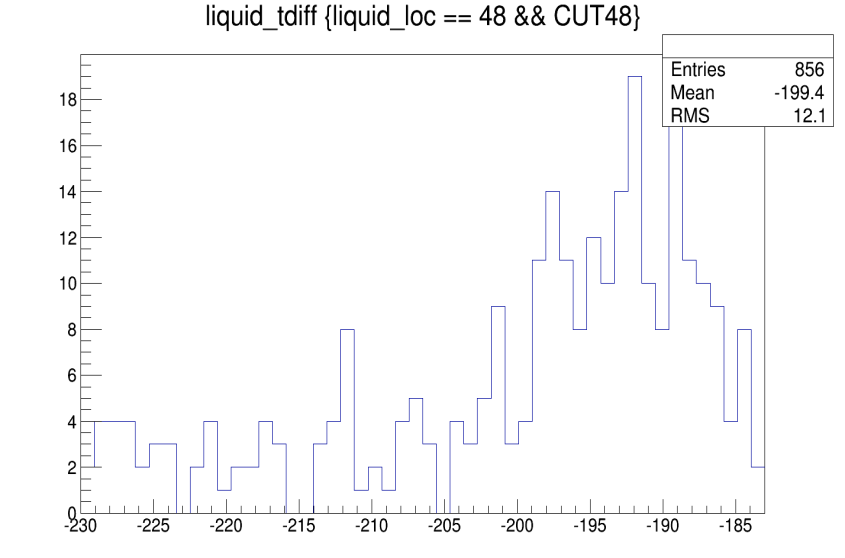 liquid_tdiff {liquid_loc == 48 && CUT48}
Entries 856
Mean -199.4
RMS 12.1
18
16
14
12
10
8
6
4
2
0
-230 -225 -220 -215 -210 -205 -200 -195 -190 -185